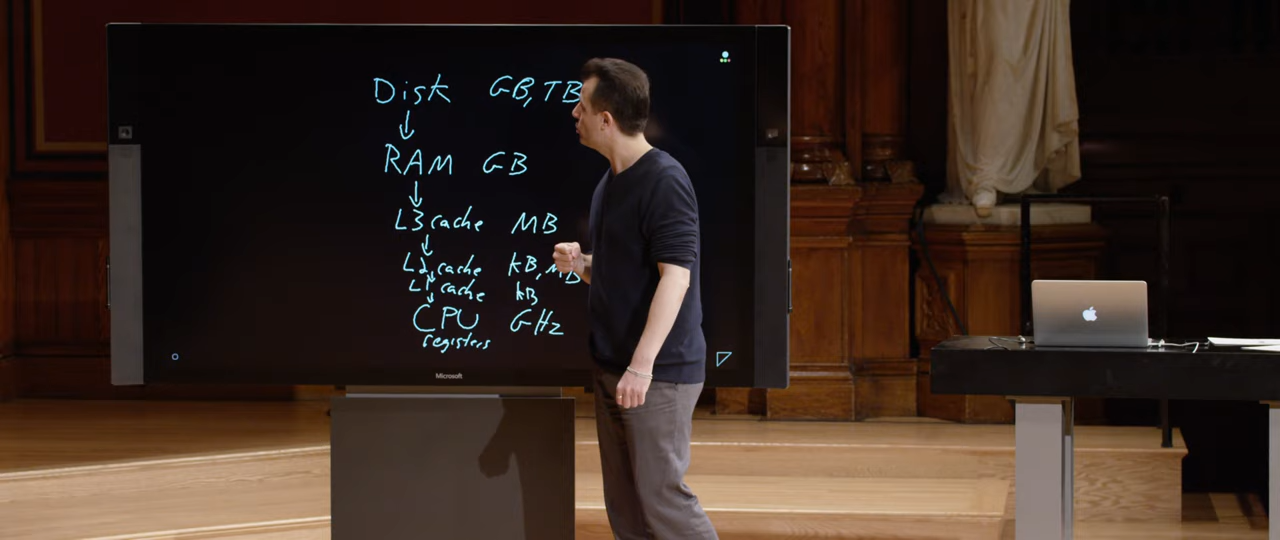 Disk GB, TB
RAM GB
L3 cache MB
L2 cache kB, MB
L1 cache kB
CPU GHz
registers
Microsoft